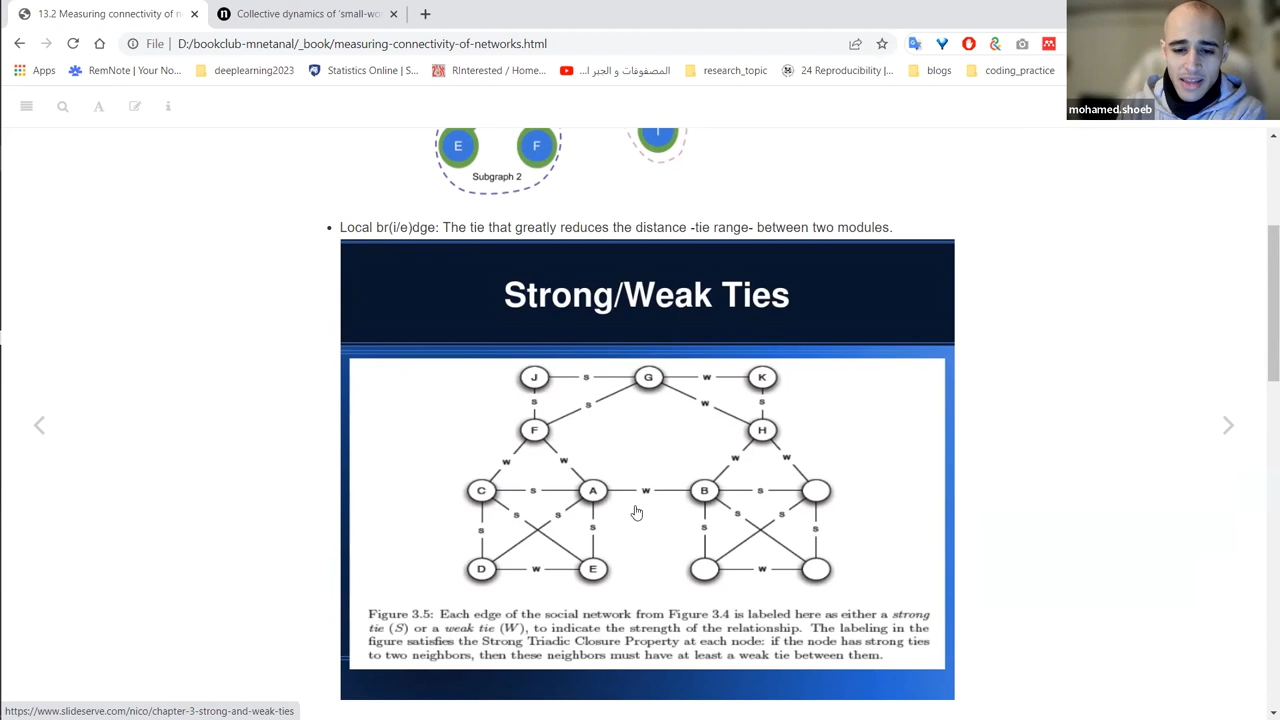 13.2 Measuring connectivity of n
Collective dynamics of 'small-wo
File
D:/bookclub-mnetanal/_book/measuring-connectivity-of-networks.html
Apps
RemNote | Your No...
deeplearning2023
Statistics Online | S...
RInterested / Home...
المصفوفات و الجبر ا...
research_topic
24 Reproducibility |...
blogs
coding_practice
mohamed.shoeb
E
F
I
Subgraph 2
• Local br(i/e)dge: The tie that greatly reduces the distance -tie range- between two modules.
Strong/Weak Ties
J s G w K
s s w s
F H
w w w w
C s A w B s
s s s s s s s s
D w E w
Figure 3.5: Each edge of the social network from Figure 3.4 is labeled here as either a strong
tie (S) or a weak tie (W), to indicate the strength of the relationship. The labeling in the
figure satisfies the Strong Triadic Closure Property at each node: if the node has strong ties
to two neighbors, then these neighbors must have at least a weak tie between them.
https://www.slideserve.com/nico/chapter-3-strong-and-weak-ties